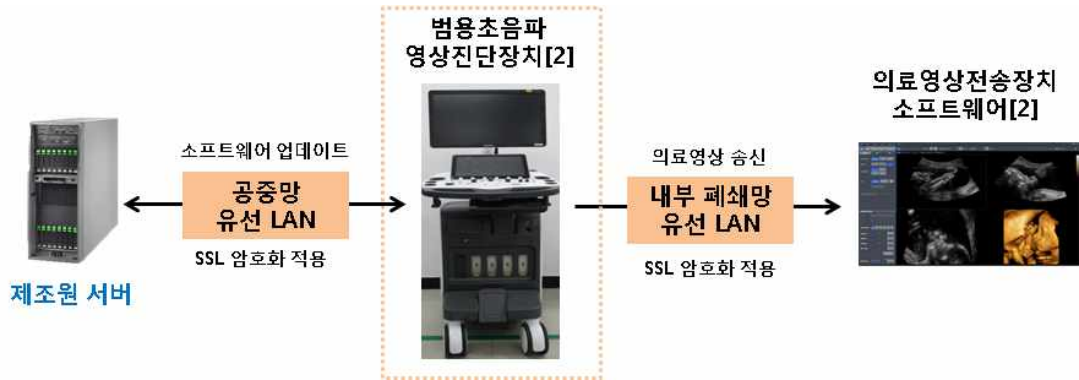 범용초음파
영상진단장치[2]
의료영상전송장치
소프트웨어[2]
소프트웨어 업데이트
공중망
유선 LAN
SSL 암호화 적용
의료영상 송신
내부 폐쇄망
유선 LAN
SSL 암호화 적용
제조원 서버